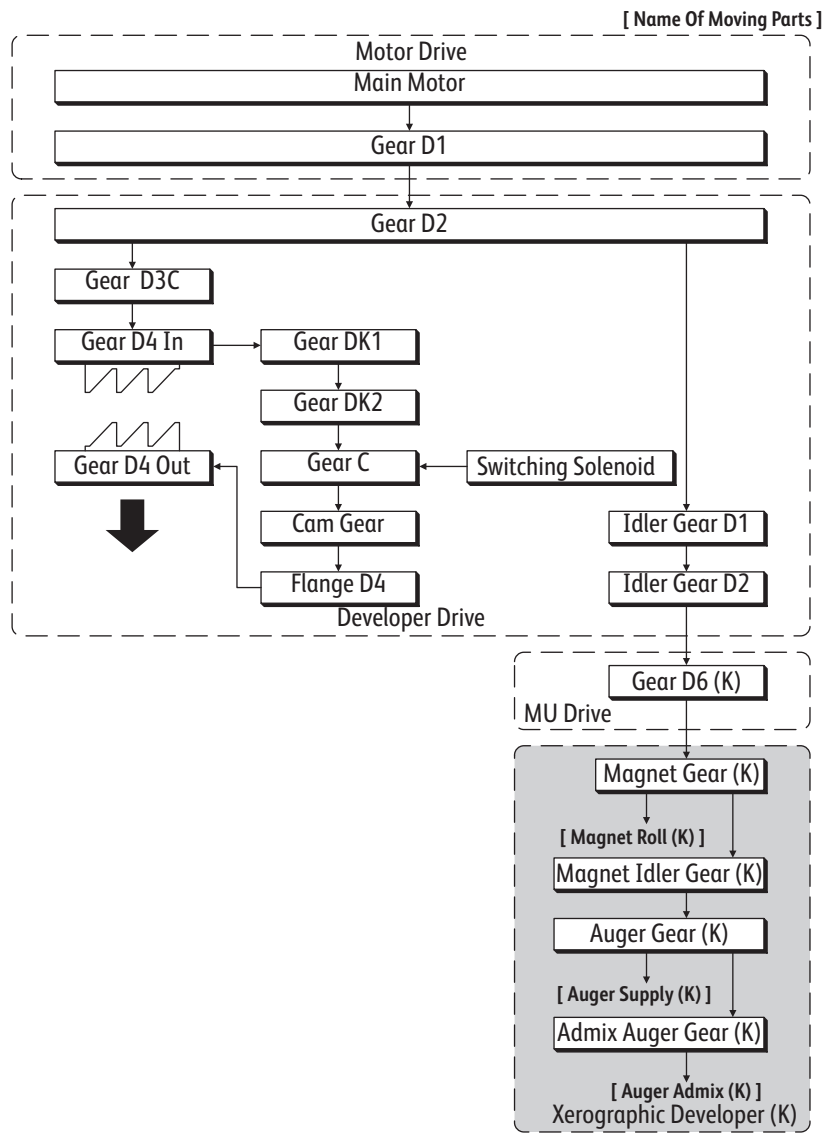 [ Name Of Moving Parts ]
Motor Drive
Main Motor
Gear D1
Gear D2
Gear D3C
Gear D4 In
Gear DK1
Gear DK2
Gear D4 Out
Gear C
Switching Solenoid
Cam Gear
Idler Gear D1
Flange D4
Idler Gear D2
Developer Drive
Gear D6 (K)
MU Drive
Magnet Gear (K)
[ Magnet Roll (K) ]
Magnet Idler Gear (K)
Auger Gear (K)
[ Auger Supply (K) ]
Admix Auger Gear (K)
[ Auger Admix (K) ]
Xerographic Developer (K)